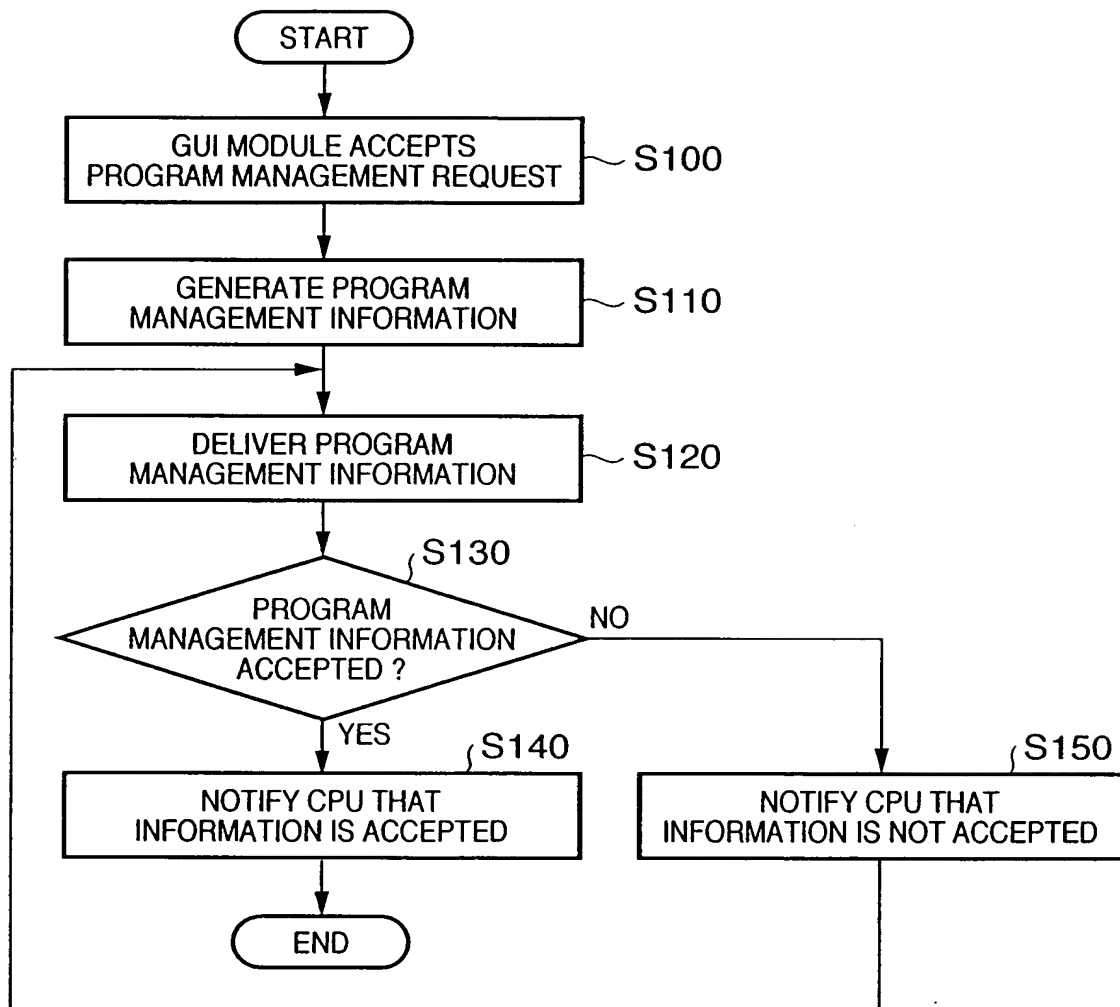 START
GUI MODULE ACCEPTS
PROGRAM MANAGEMENT REQUEST
S100
GENERATE PROGRAM
MANAGEMENT INFORMATION
S110
DELIVER PROGRAM
MANAGEMENT INFORMATION
S120
S130
PROGRAM
MANAGEMENT INFORMATION
ACCEPTED ?
NO
YES
S140
NOTIFY CPU THAT
INFORMATION IS ACCEPTED
S150
NOTIFY CPU THAT
INFORMATION IS NOT ACCEPTED
END